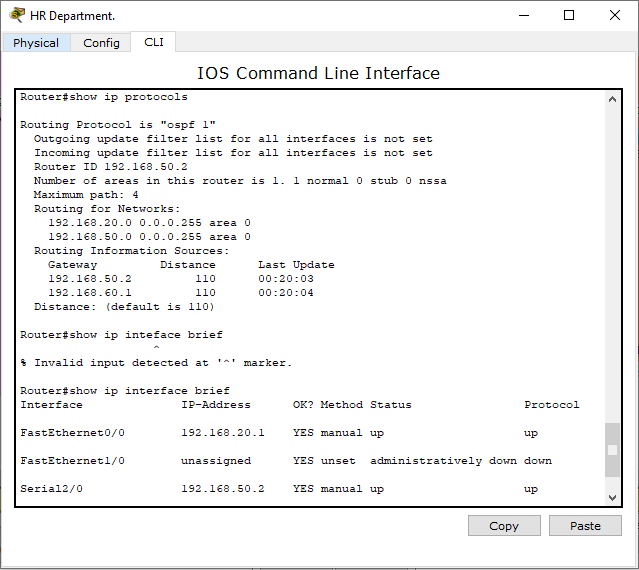 HR Department.
Physical Config CLI
IOS Command Line Interface
Router#show ip protocols
Routing Protocol is "ospf 1"
Outgoing update filter list for all interfaces is not set
Incoming update filter list for all interfaces is not set
Router ID 192.168.50.2
Number of areas in this router is 1. 1 normal 0 stub 0 nssa
Maximum path: 4
Routing for Networks:
192.168.20.0 0.0.0.255 area 0
192.168.50.0 0.0.0.255 area 0
Routing Information Sources:
Gateway Distance Last Update
192.168.50.2 110 00:20:03
192.168.60.1 110 00:20:04
Distance: (default is 110)
Router#show ip inteface brief
^
% Invalid input detected at '^' marker.
Router#show ip interface brief
Interface IP-Address OK? Method Status Protocol
FastEthernet0/0 192.168.20.1 YES manual up up
FastEthernet1/0 unassigned YES unset administratively down down
Serial2/0 192.168.50.2 YES manual up up
Copy Paste